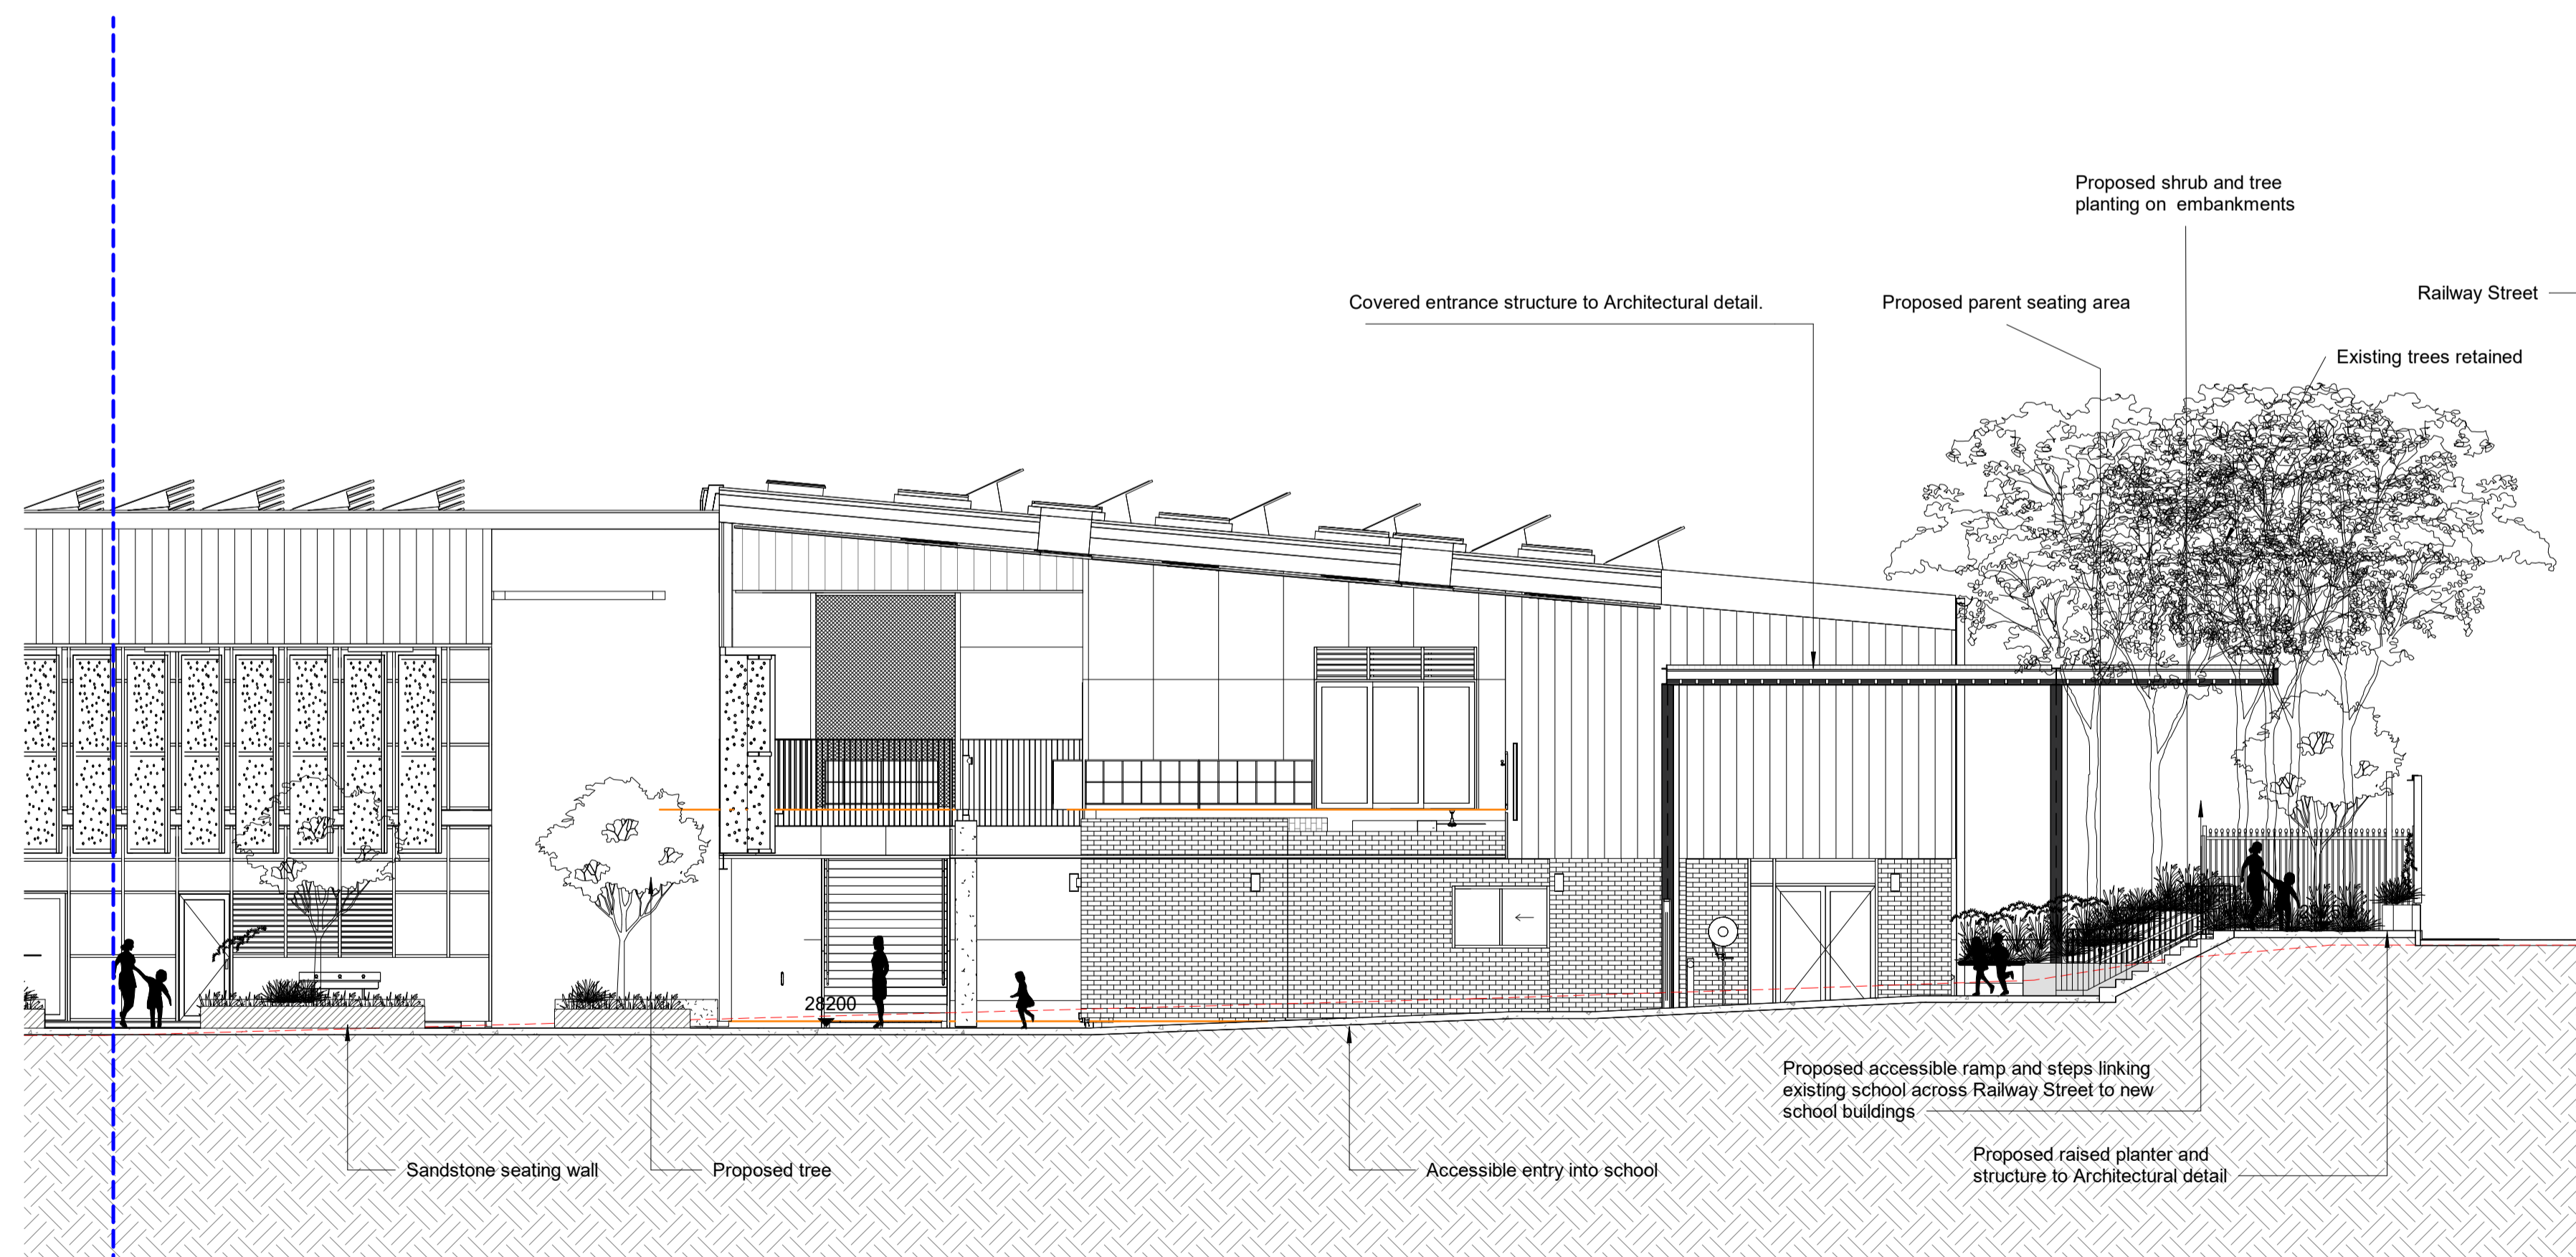 Proposed shrub and tree
planting on embankments
Railway Street
Covered entrance structure to Architectural detail.
Proposed parent seating area
Existing trees retained
28200
Proposed accessible ramp and steps linking
existing school across Railway Street to new
school buildings
Sandstone seating wall
Proposed tree
Accessible entry into school
Proposed raised planter and
structure to Architectural detail